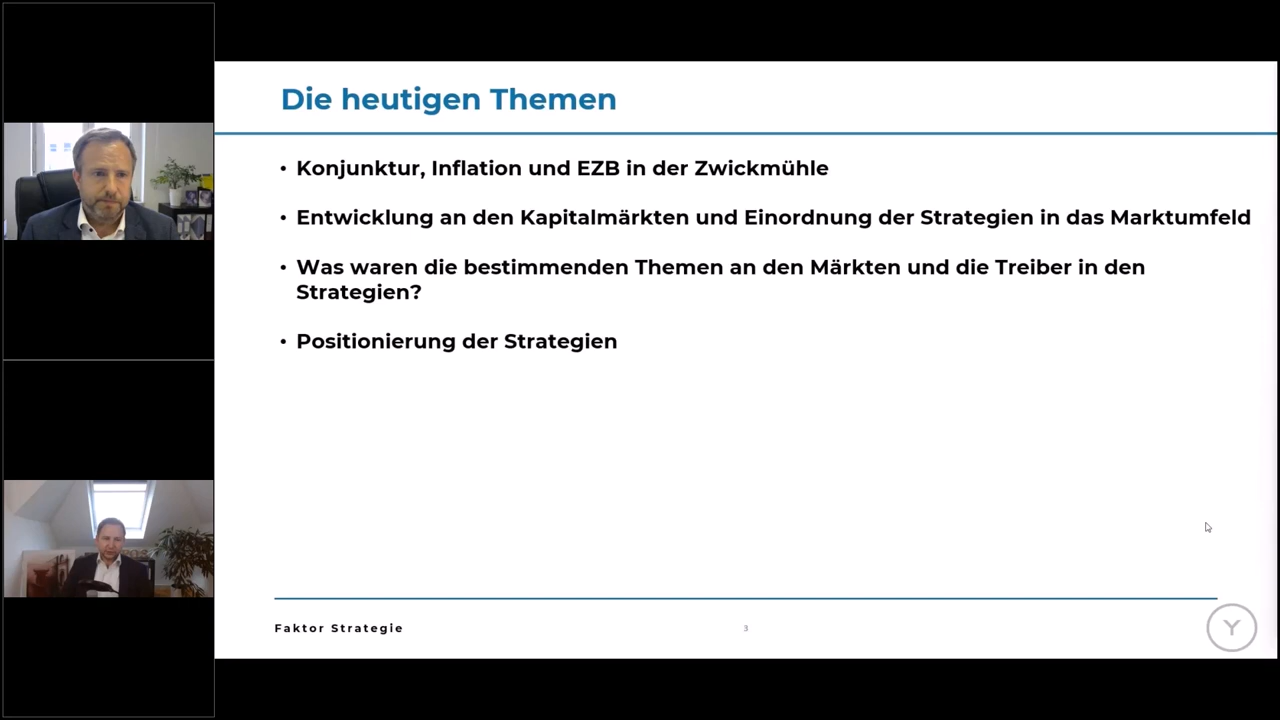 Die heutigen Themen
• Konjunktur, Inflation und EZB in der Zwickmühle
• Entwicklung an den Kapitalmärkten und Einordnung der Strategien in das Marktumfeld
• Was waren die bestimmenden Themen an den Märkten und die Treiber in den
Strategien?
• Positionierung der Strategien
Faktor Strategie
3
Y